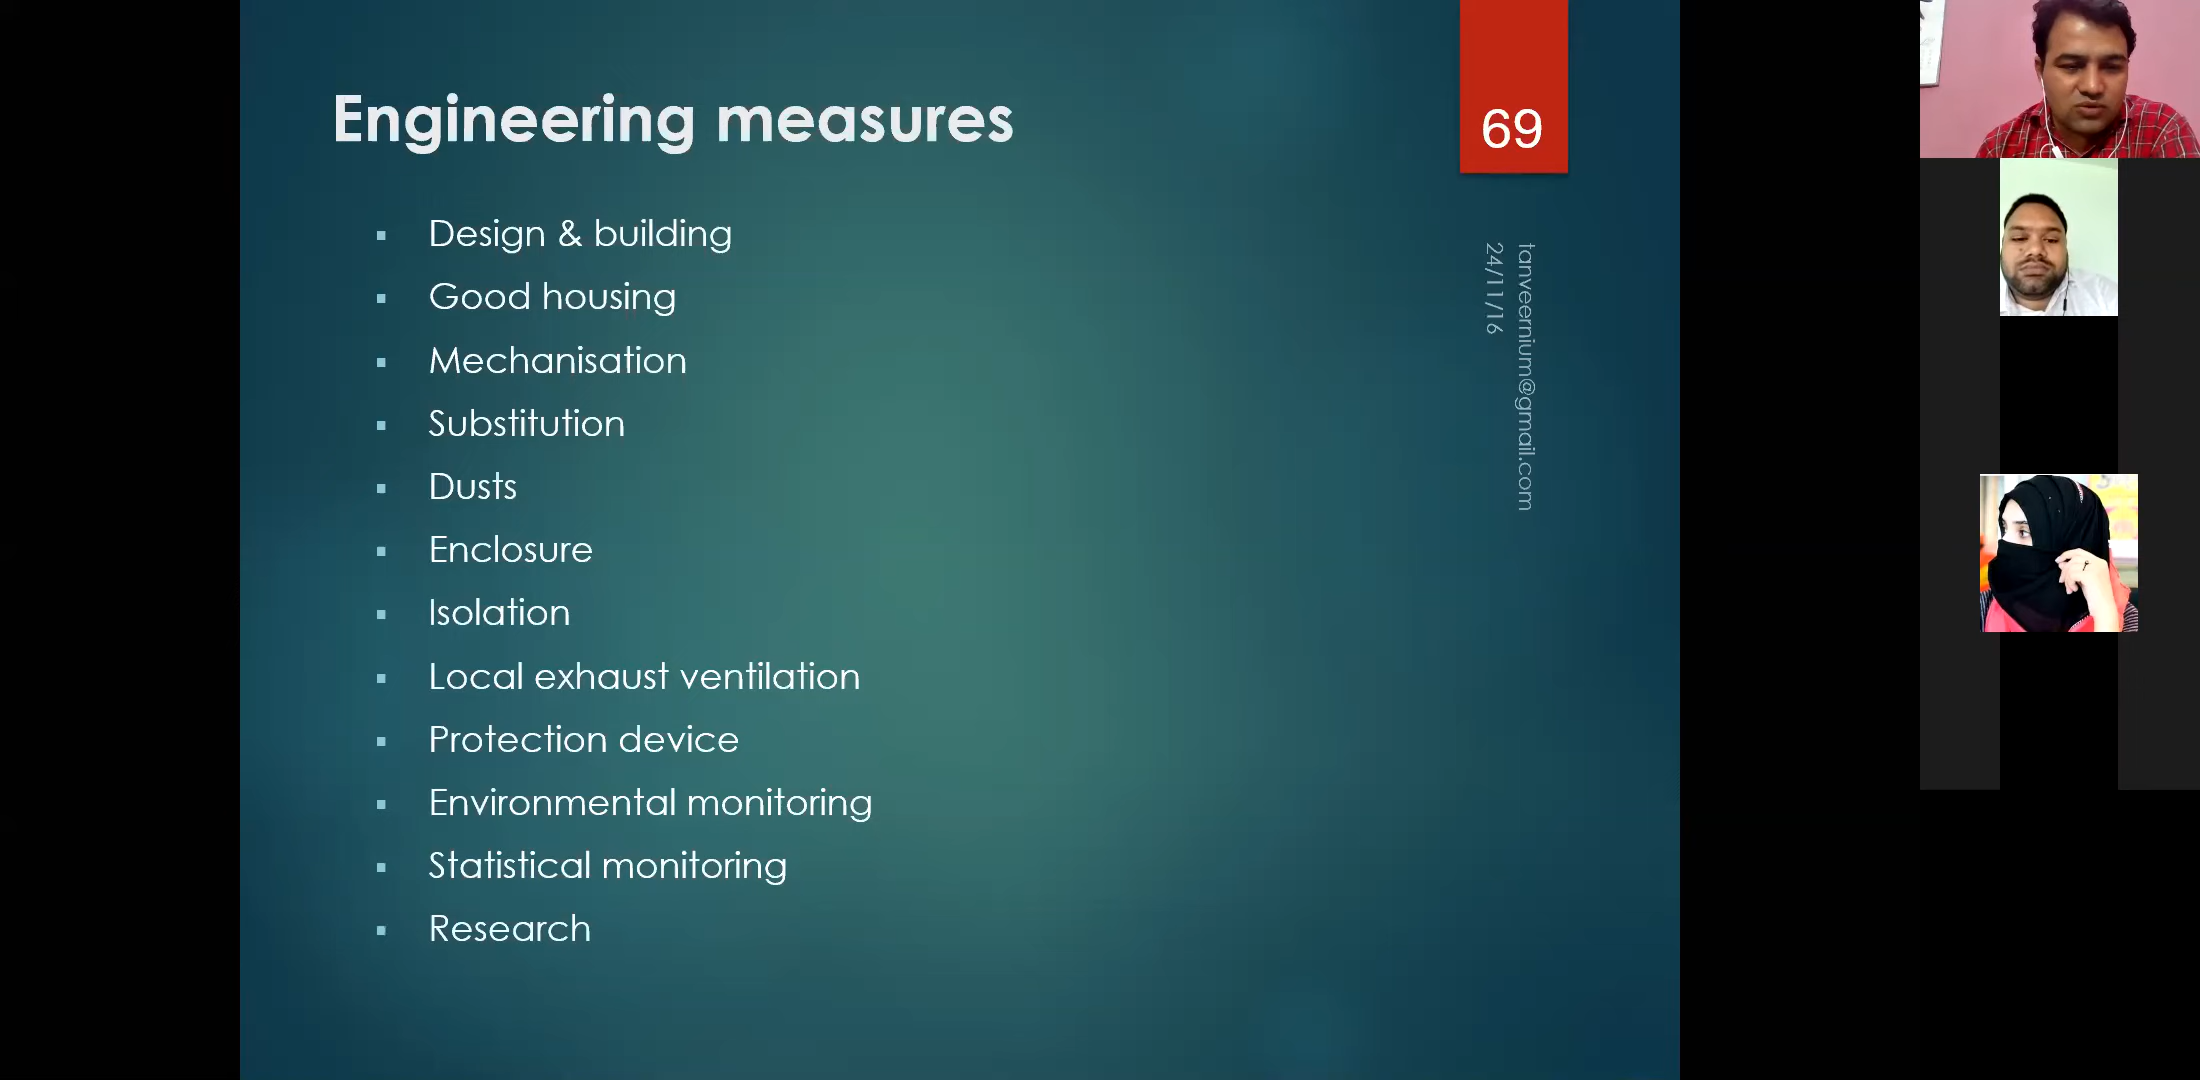 Engineering measures
69
Design & building
Good housing
Mechanisation
Substitution
Dusts
Enclosure
Isolation
Local exhaust ventilation
Protection device
Environmental monitoring
Statistical monitoring
Research
tanveernium@gmail.com
24/11/16